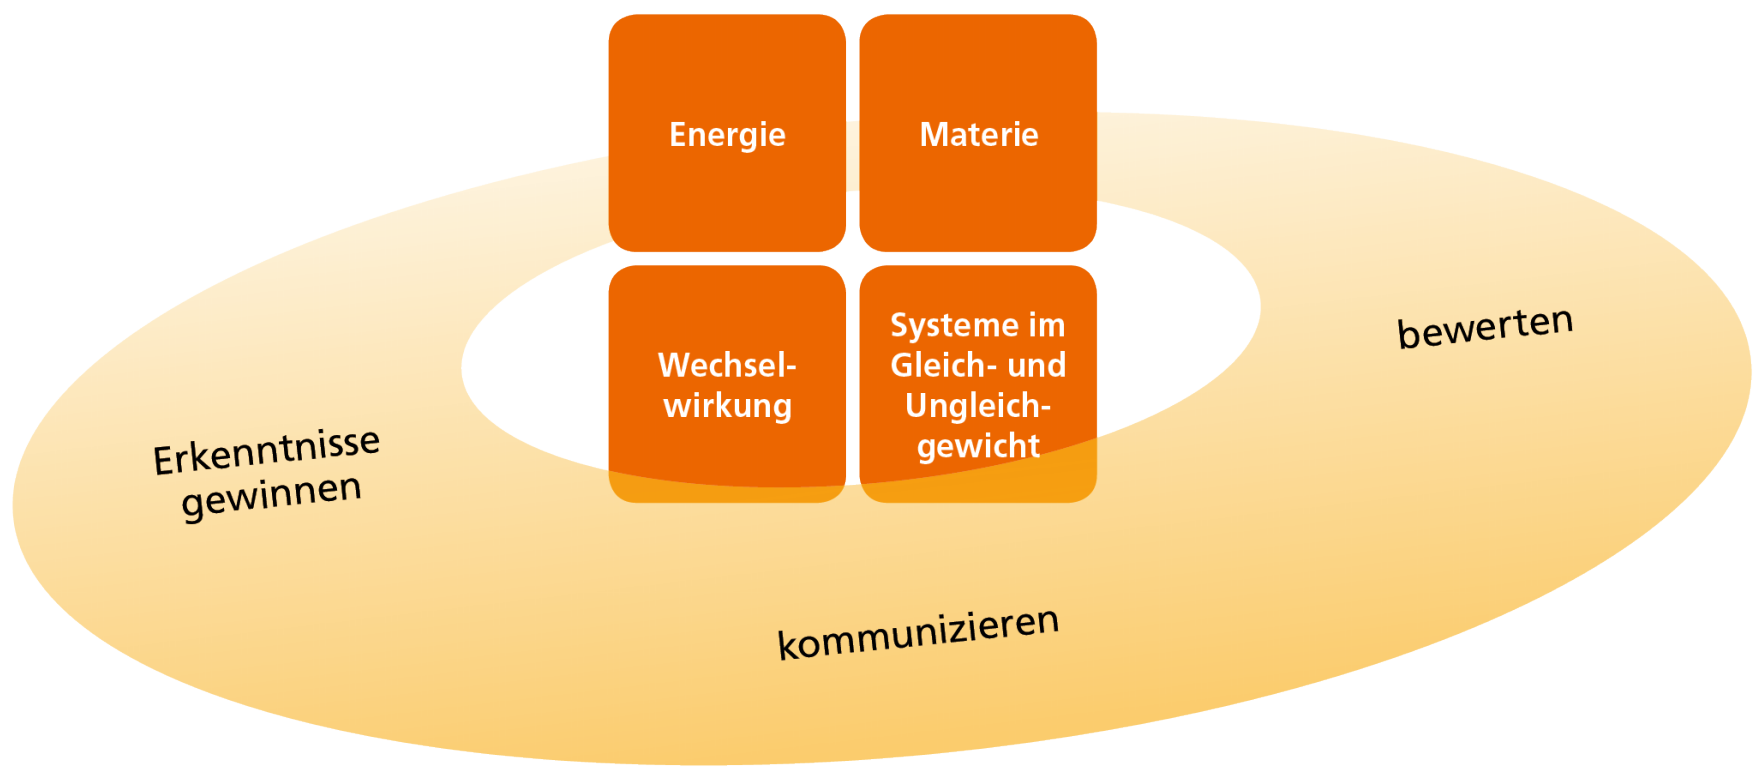 Energie
Materie
Wechsel-
wirkung
Systeme im
Gleich- und
Ungleich-
gewicht
bewerten
Erkenntnisse
gewinnen
kommunizieren